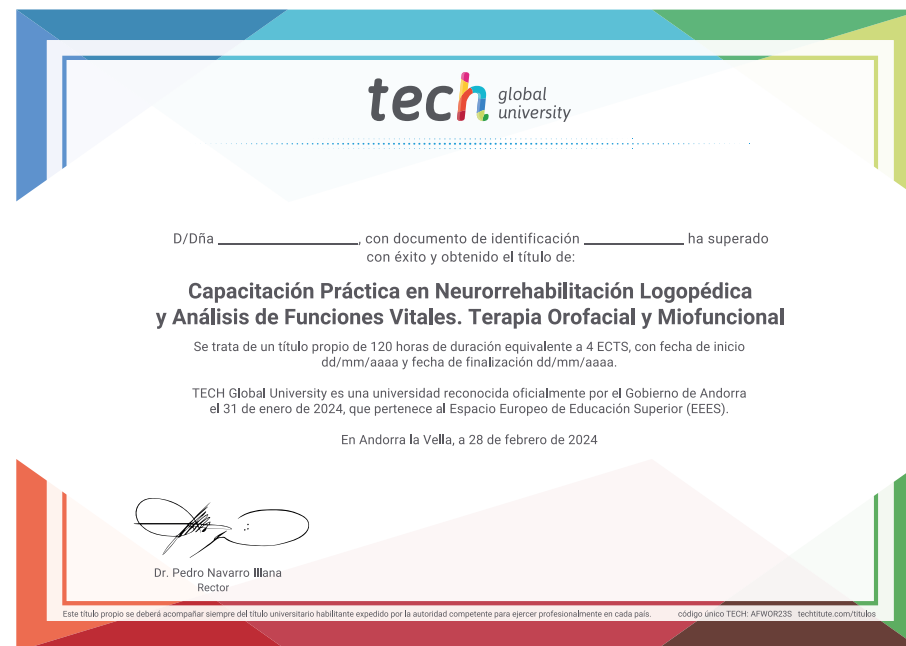 tech global university
D/Dña ____________________, con documento de identificación ______________ ha superado
con éxito y obtenido el título de:
Capacitación Práctica en Neurorrehabilitación Logopédica
y Análisis de Funciones Vitales. Terapia Orofacial y Miofuncional
Se trata de un título propio de 120 horas de duración equivalente a 4 ECTS, con fecha de inicio
dd/mm/aaaa y fecha de finalización dd/mm/aaaa.
TECH Global University es una universidad reconocida oficialmente por el Gobierno de Andorra
el 31 de enero de 2024, que pertenece al Espacio Europeo de Educación Superior (EEES).
En Andorra la Vella, a 28 de febrero de 2024
Dr. Pedro Navarro Illana
Rector
Este título propio se deberá acompañar siempre del título universitario habilitante expedido por la autoridad competente para ejercer profesionalmente en cada país. código único TECH: AFWOR23S techtitute.com/titulos